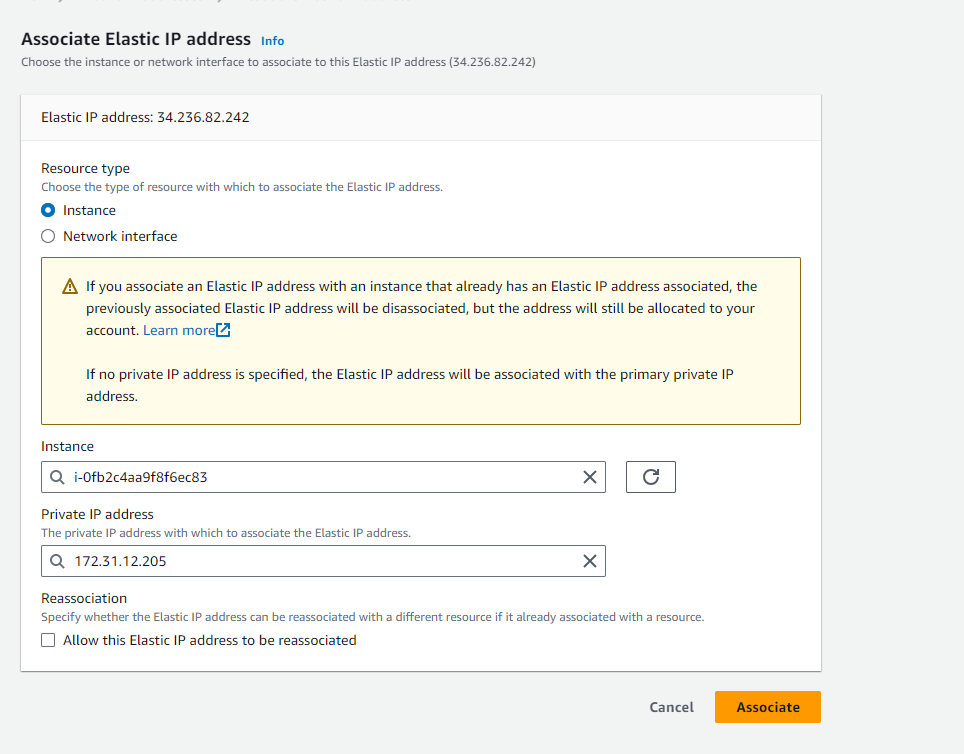 Associate Elastic IP address Info
Choose the instance or network interface to associate to this Elastic IP address (34.236.82.242)
Elastic IP address: 34.236.82.242
Resource type
Choose the type of resource with which to associate the Elastic IP address.
Instance
Network interface
If you associate an Elastic IP address with an instance that already has an Elastic IP address associated, the
previously associated Elastic IP address will be disassociated, but the address will still be allocated to your
account. Learn more
If no private IP address is specified, the Elastic IP address will be associated with the primary private IP
address.
Instance
i-0fb2c4aa9f8f6ec83
Private IP address
The private IP address with which to associate the Elastic IP address.
172.31.12.205
Reassociation
Specify whether the Elastic IP address can be reassociated with a different resource if it already associated with a resource.
Allow this Elastic IP address to be reassociated
Cancel Associate